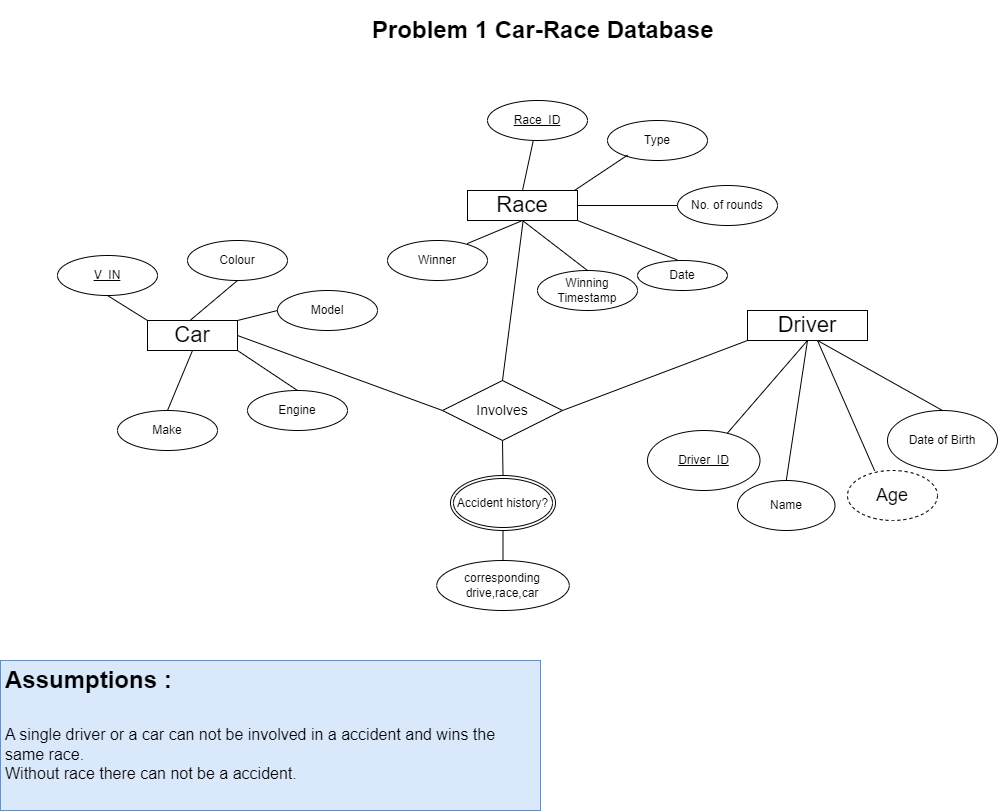 Problem 1 Car-Race Database
Race_ID
Type
Race
No. of rounds
Winner
Winning
Timestamp
Date
V_IN
Colour
Model
Car
Make
Engine
Driver
Involves
Driver_ID
Name
Age
Date of Birth
Accident history?
corresponding
drive,race,car
Assumptions :
A single driver or a car can not be involved in a accident and wins the
same race.
Without race there can not be a accident.